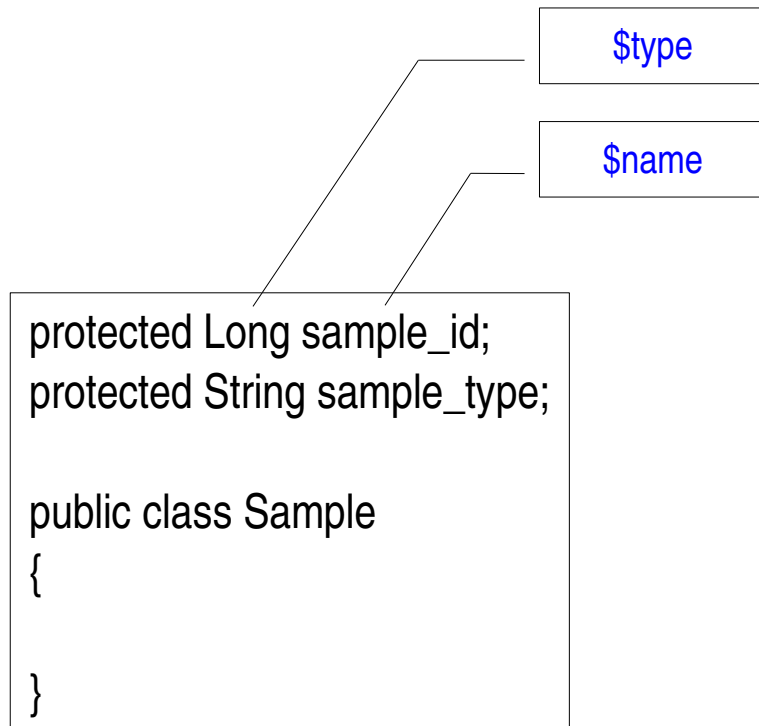 $type
$name
protected Long sample_id;
protected String sample_type;
public class Sample
{
}